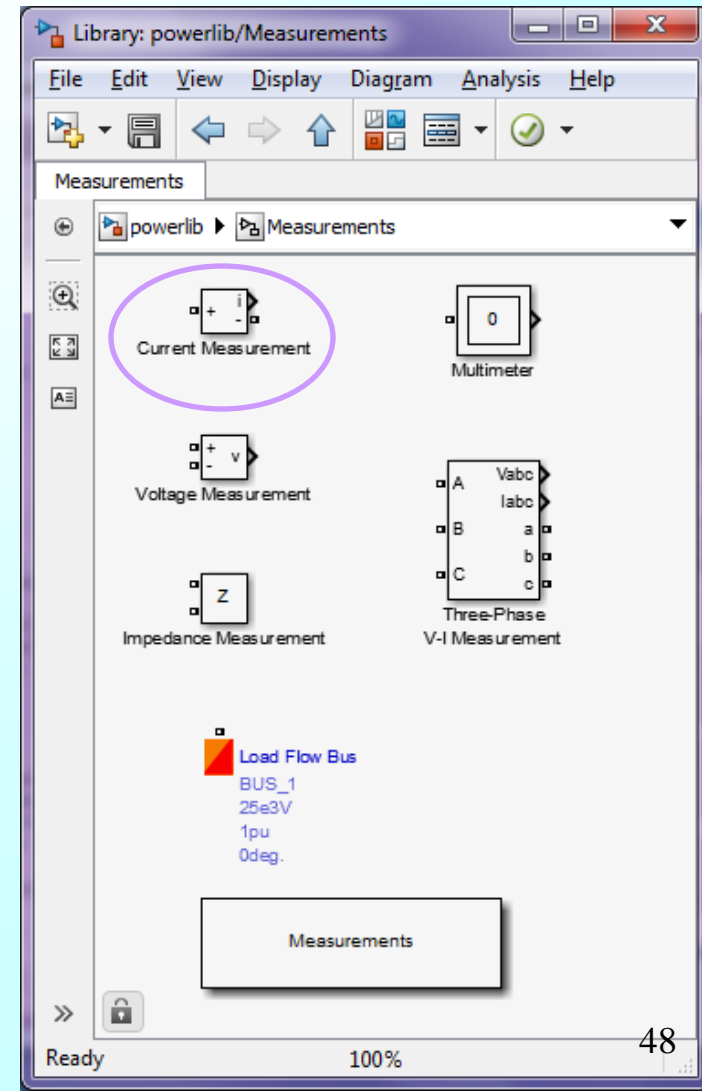 Library: powerlib/Measurements
File Edit View Display Diagram Analysis Help
Measurements
powerlib Measurements
+ i
-
Current Measurement
0
Multimeter
+ v
-
Voltage Measurement
A Vabc
Iabc
B a
b
C c
Three-Phase
V-I Measurement
Z
Impedance Measurement
Load Flow Bus
BUS_1
25e3V
1pu
0deg.
Measurements
Ready 100% 48